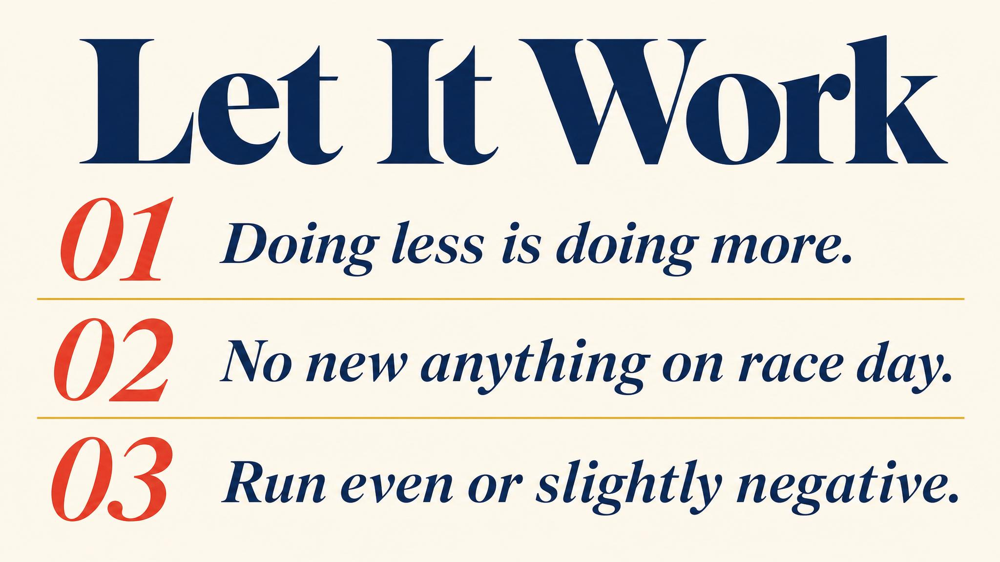 Let It Work
01 Doing less is doing more.
02 No new anything on race day.
03 Run even or slightly negative.